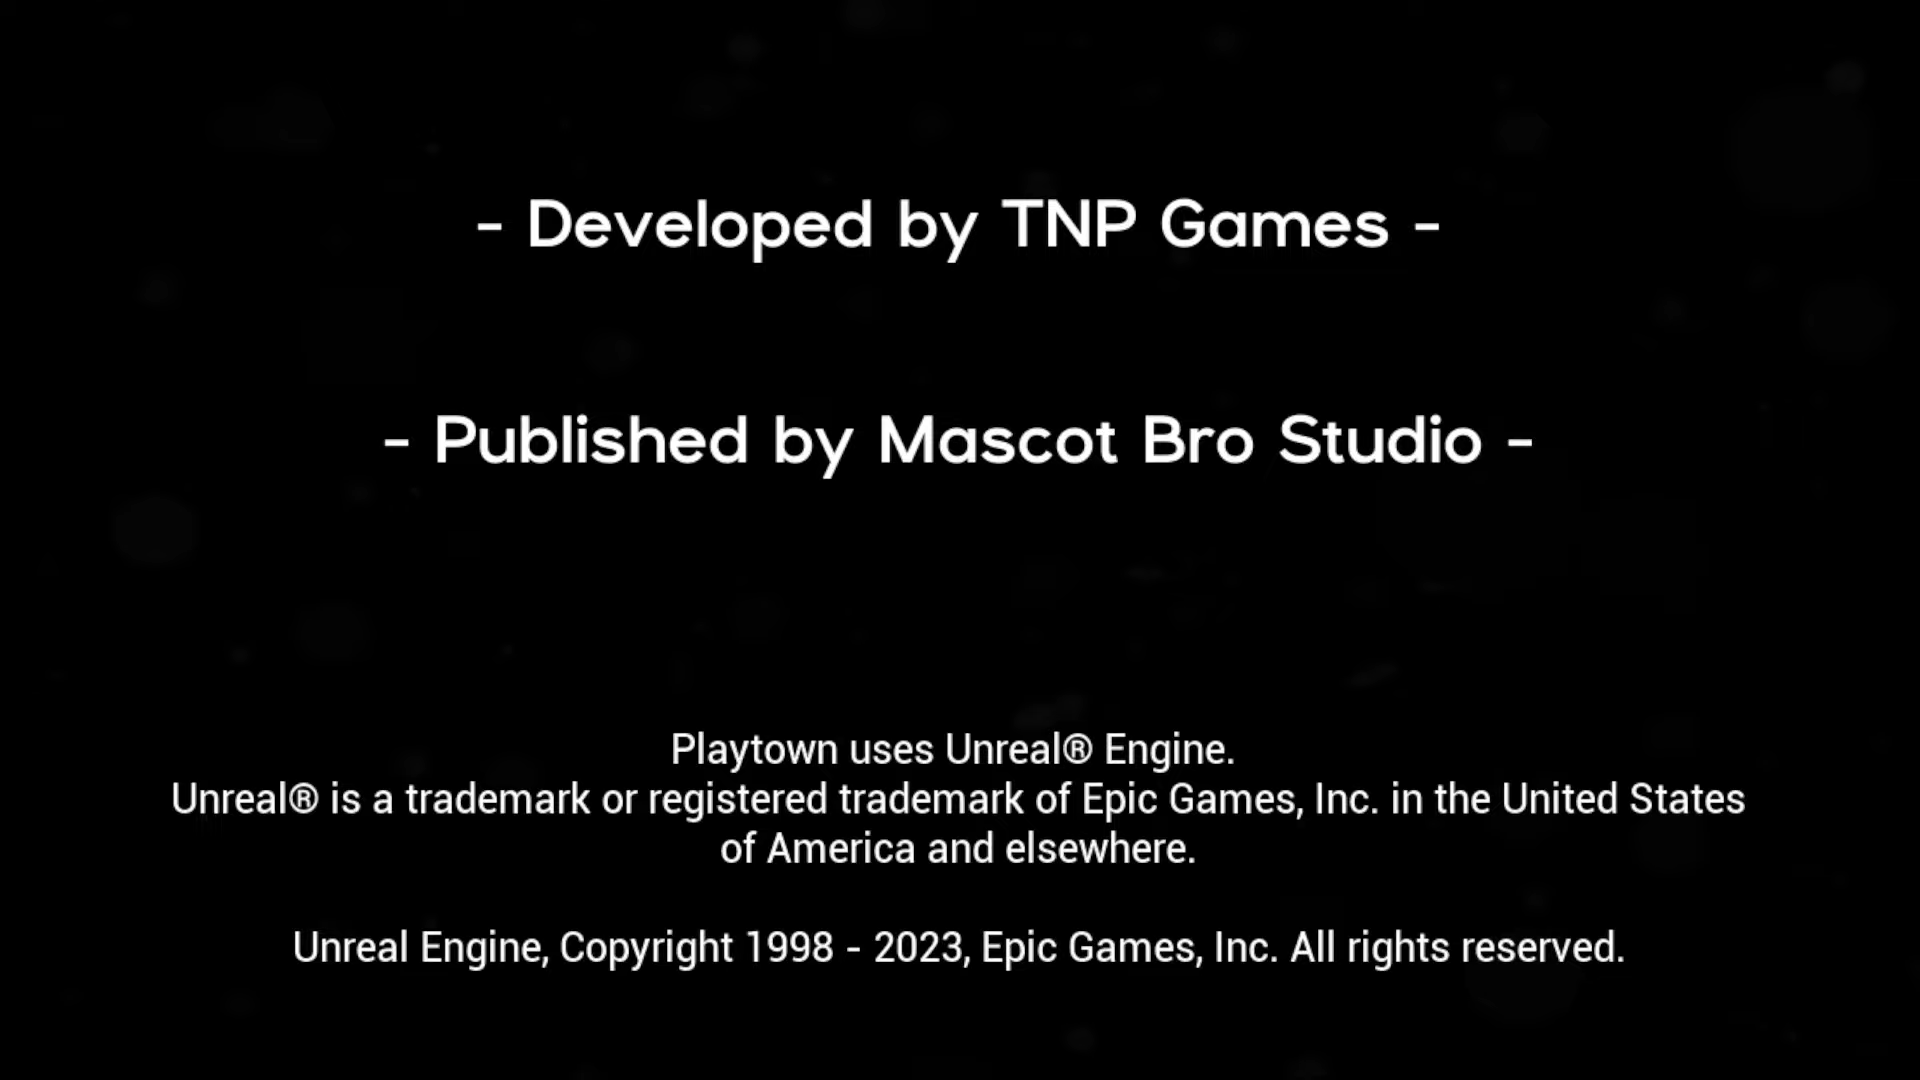 - Developed by TNP Games -
- Published by Mascot Bro Studio -
Playtown uses Unreal® Engine.
Unreal® is a trademark or registered trademark of Epic Games, Inc. in the United States
of America and elsewhere.
Unreal Engine, Copyright 1998 - 2023, Epic Games, Inc. All rights reserved.